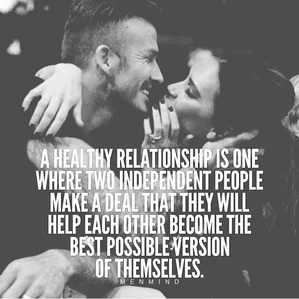 A HEALTHY RELATIONSHIP IS ONE
WHERE TWO INDEPENDENT PEOPLE
MAKE A DEAL THAT THEY WILL
HELP EACH OTHER BECOME THE
BEST POSSIBLE VERSION
OF THEMSELVES.
MENMIND